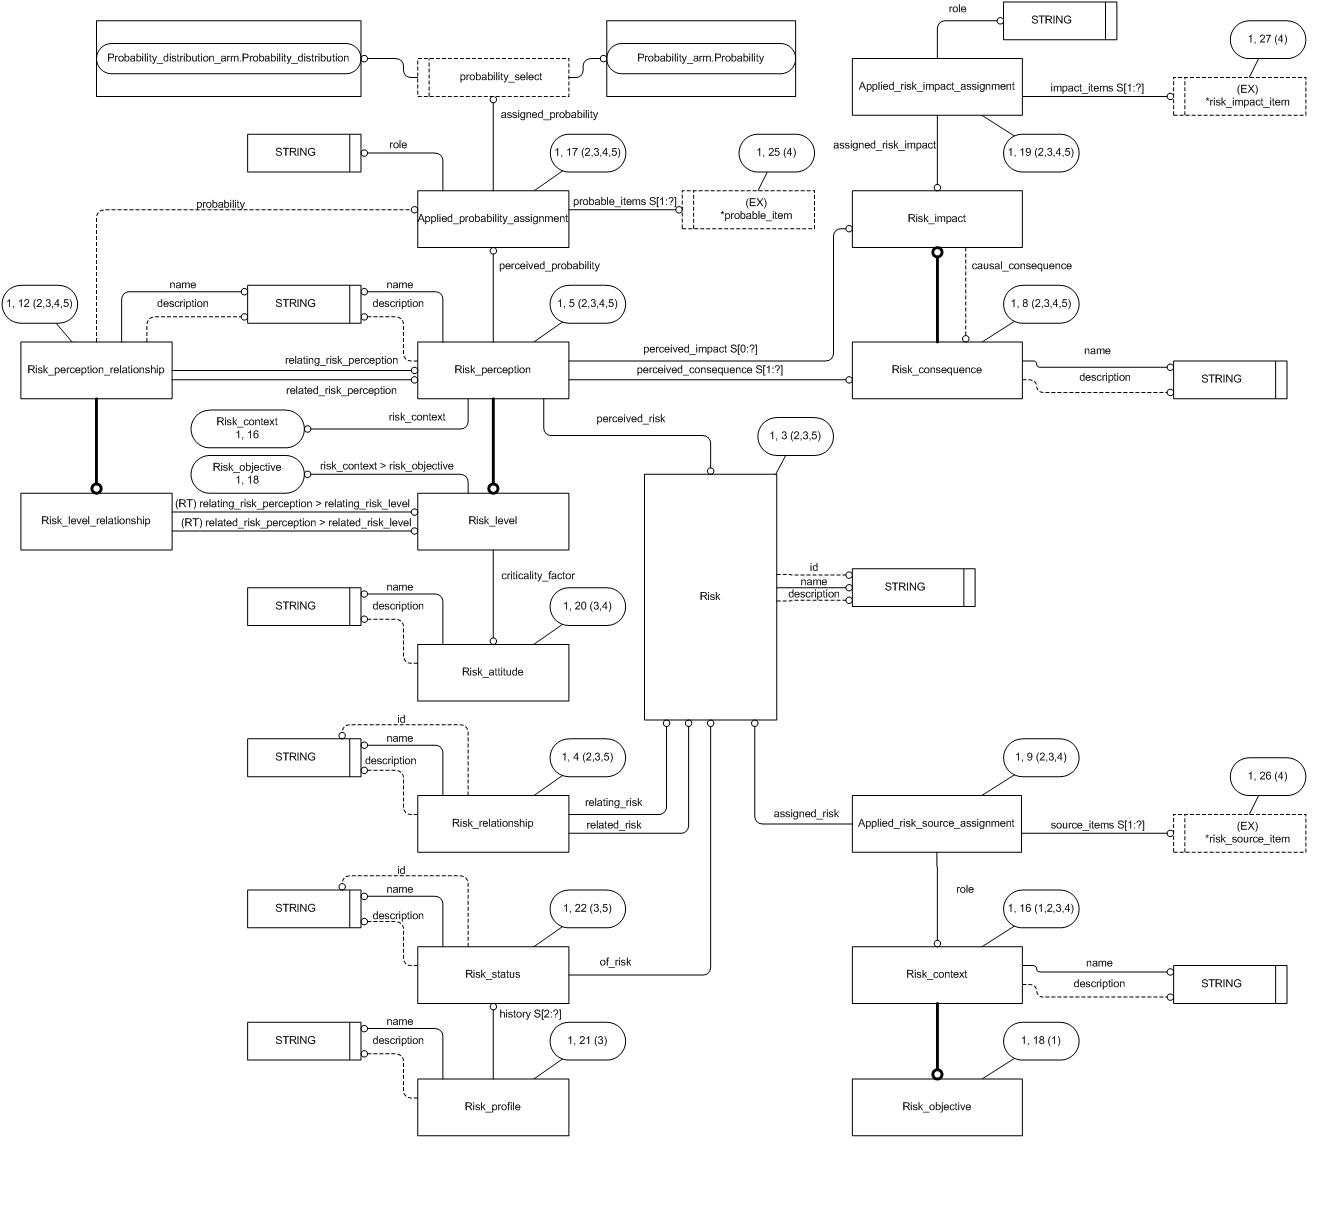 role
STRING
1, 27 (4)
Probability_distribution_arm.Probability_distribution
probability_select
Probability_arm.Probability
Applied_risk_impact_assignment
impact_items S[1:?]
(EX)
*risk_impact_item
assigned_probability
STRING
role
1, 17 (2,3,4,5)
1, 25 (4)
assigned_risk_impact
1, 19 (2,3,4,5)
probability
Applied_probability_assignment
probable_items S[1:?]
(EX)
*probable_item
Risk_impact
perceived_probability
causal_consequence
1, 12 (2,3,4,5)
name
description
STRING
name
description
1, 5 (2,3,4,5)
1, 8 (2,3,4,5)
Risk_perception_relationship
relating_risk_perception
related_risk_perception
Risk_perception
perceived_impact S[0:?]
perceived_consequence S[1:?]
Risk_consequence
name
description
STRING
Risk_context
1, 16
risk_context
perceived_risk
1, 3 (2,3,5)
Risk_objective
1, 18
risk_context > risk_objective
Risk_level_relationship
(RT) relating_risk_perception > relating_risk_level
(RT) related_risk_perception > related_risk_level
Risk_level
criticality_factor
STRING
name
description
1, 20 (3,4)
Risk
id
name
description
STRING
Risk_attitude
id
STRING
name
description
1, 4 (2,3,5)
1, 9 (2,3,4)
1, 26 (4)
Risk_relationship
relating_risk
related_risk
assigned_risk
Applied_risk_source_assignment
source_items S[1:?]
(EX)
*risk_source_item
id
STRING
name
description
1, 22 (3,5)
role
1, 16 (1,2,3,4)
Risk_status
of_risk
Risk_context
name
description
STRING
history S[2:?]
STRING
name
description
1, 21 (3)
1, 18 (1)
Risk_profile
Risk_objective